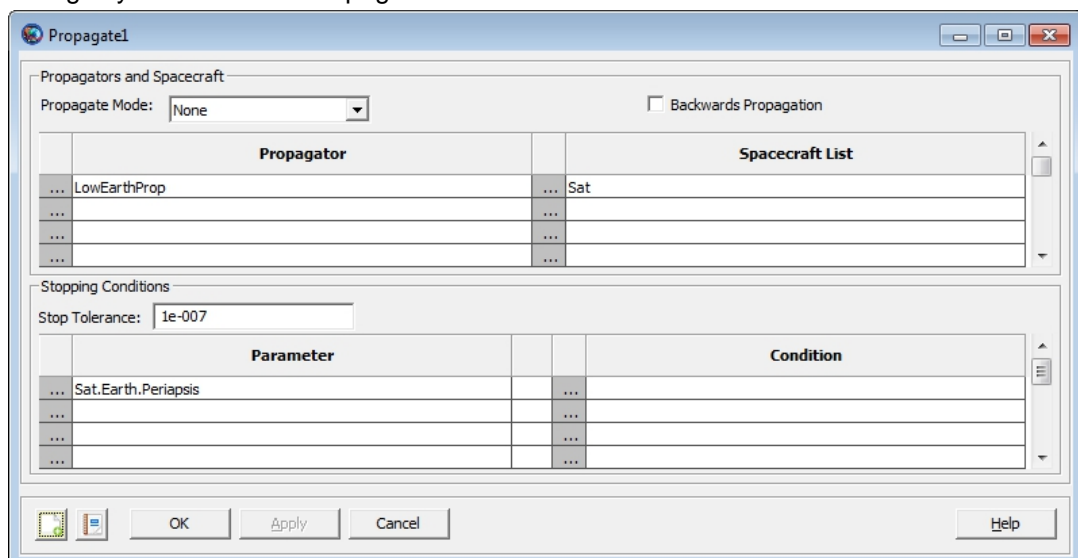 Propagate1
Propagators and Spacecraft
Propagate Mode: None Backwards Propagation
Propagator Spacecraft List
... LowEarthProp ... Sat
... ...
... ...
... ...
Stopping Conditions
Stop Tolerance: 1e-007
Parameter Condition
... Sat.Earth.Periapsis ...
... ...
... ...
... ...
OK Apply Cancel Help